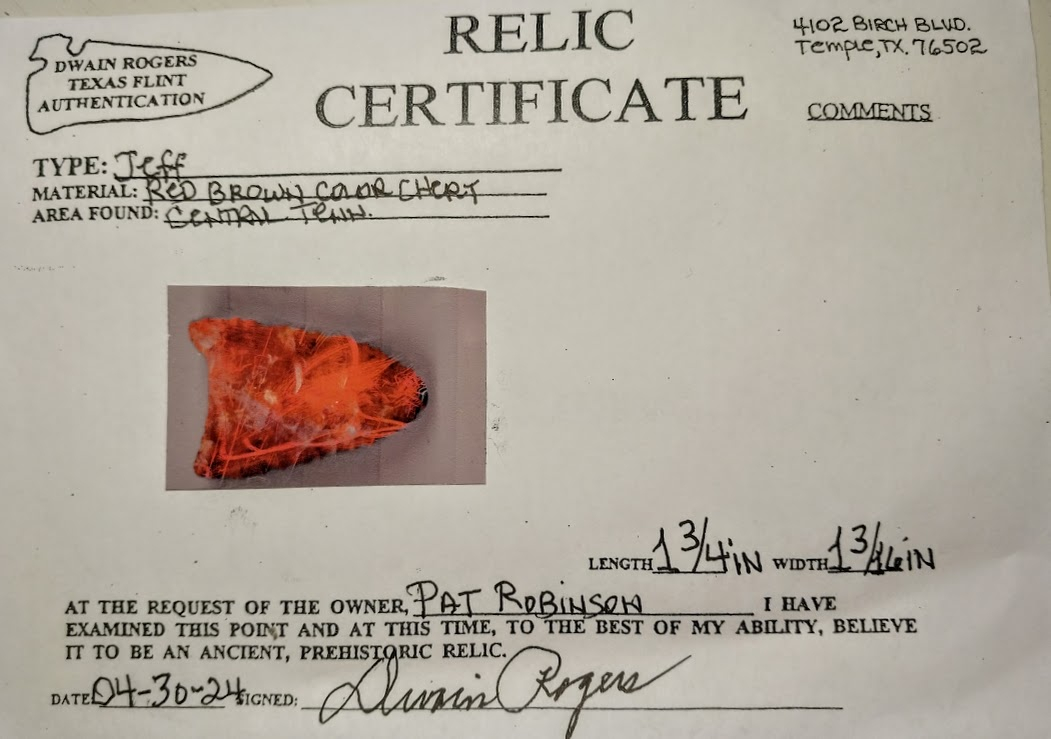 RELIC
CERTIFICATE
4102 BIRCH BLVD.
Temple, TX. 76502
DWAIN ROGERS
TEXAS FLINT
AUTHENTICATION
COMMENTS
TYPE: Jeff
MATERIAL: RED BROWN COLOR CHERT
AREA FOUND: CENTRAL TENN.
LENGTH 1 3/4 iN WIDTH 1 3/16 iN
AT THE REQUEST OF THE OWNER, PAT ROBINSON I HAVE
EXAMINED THIS POINT AND AT THIS TIME, TO THE BEST OF MY ABILITY, BELIEVE
IT TO BE AN ANCIENT, PREHISTORIC RELIC.
DATE 04-30-24 SIGNED: Dwain Rogers